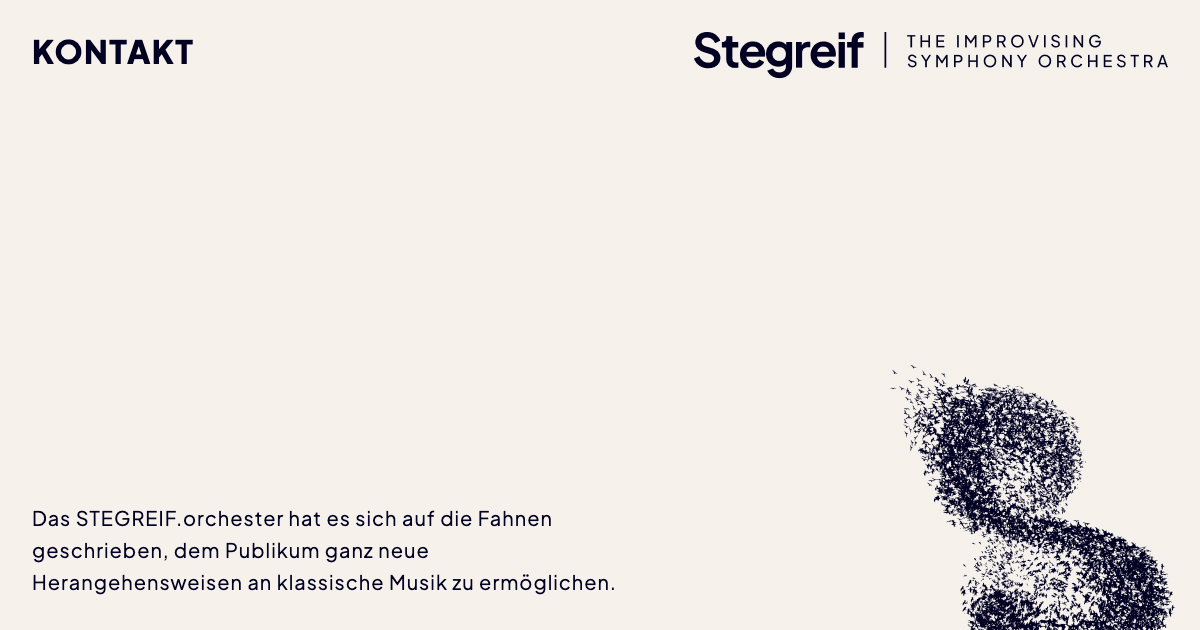 KONTAKT
Stegreif
THE IMPROVISING
SYMPHONY ORCHESTRA
Das STEGREIF.orchester hat es sich auf die Fahnen
geschrieben, dem Publikum ganz neue
Herangehensweisen an klassische Musik zu ermöglichen.